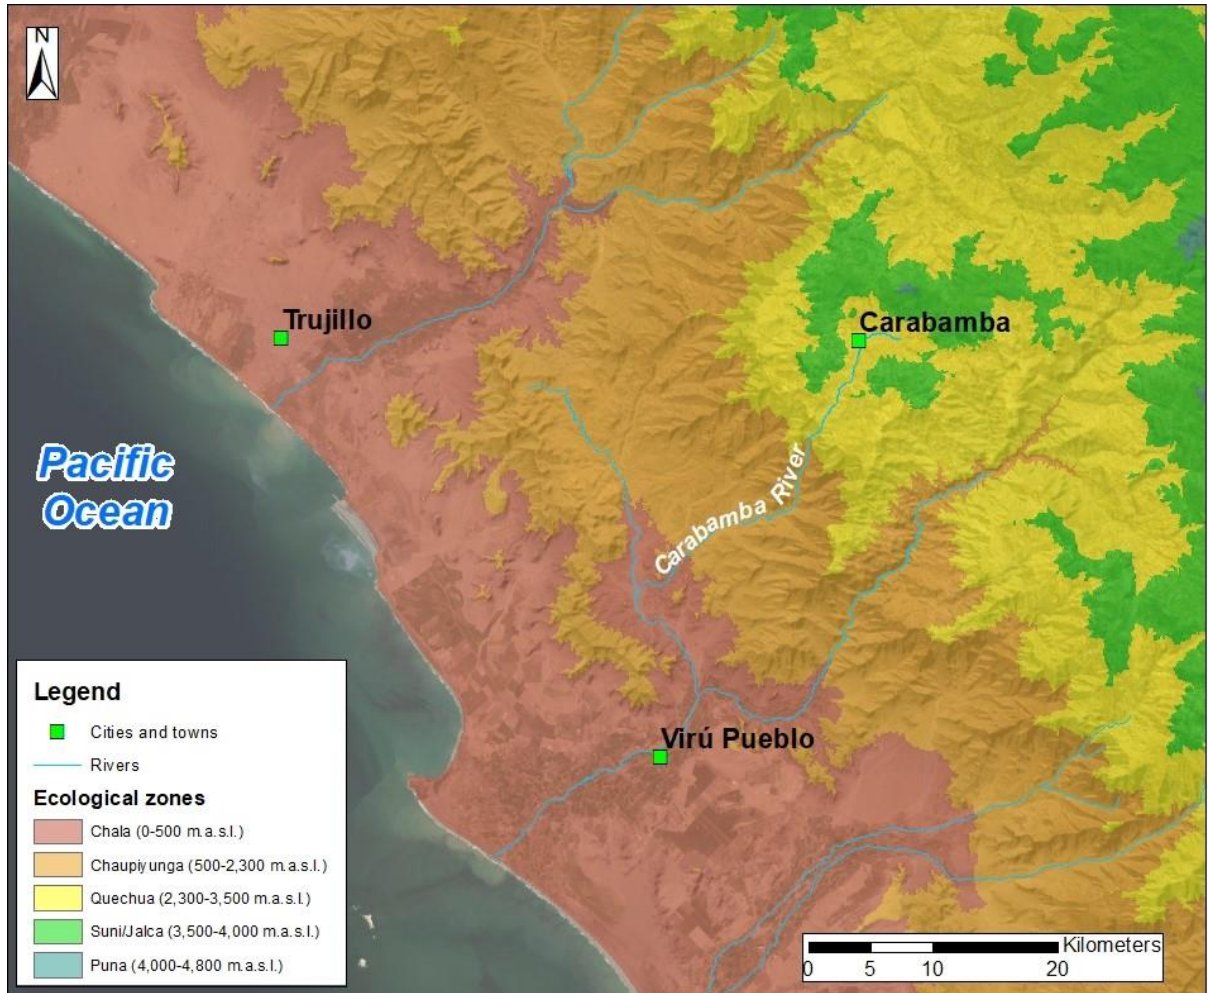 N
Trujillo
Carabamba
Pacific
Ocean
Carabamba River
Virú Pueblo
Legend
Cities and towns
Rivers
Ecological zones
Chala (0-500 m.a.s.l.)
Chaupiyunga (500-2,300 m.a.s.l.)
Quechua (2,300-3,500 m.a.s.l.)
Suni/Jalca (3,500-4,000 m.a.s.l.)
Puna (4,000-4,800 m.a.s.l.)
Kilometers
0 5 10 20